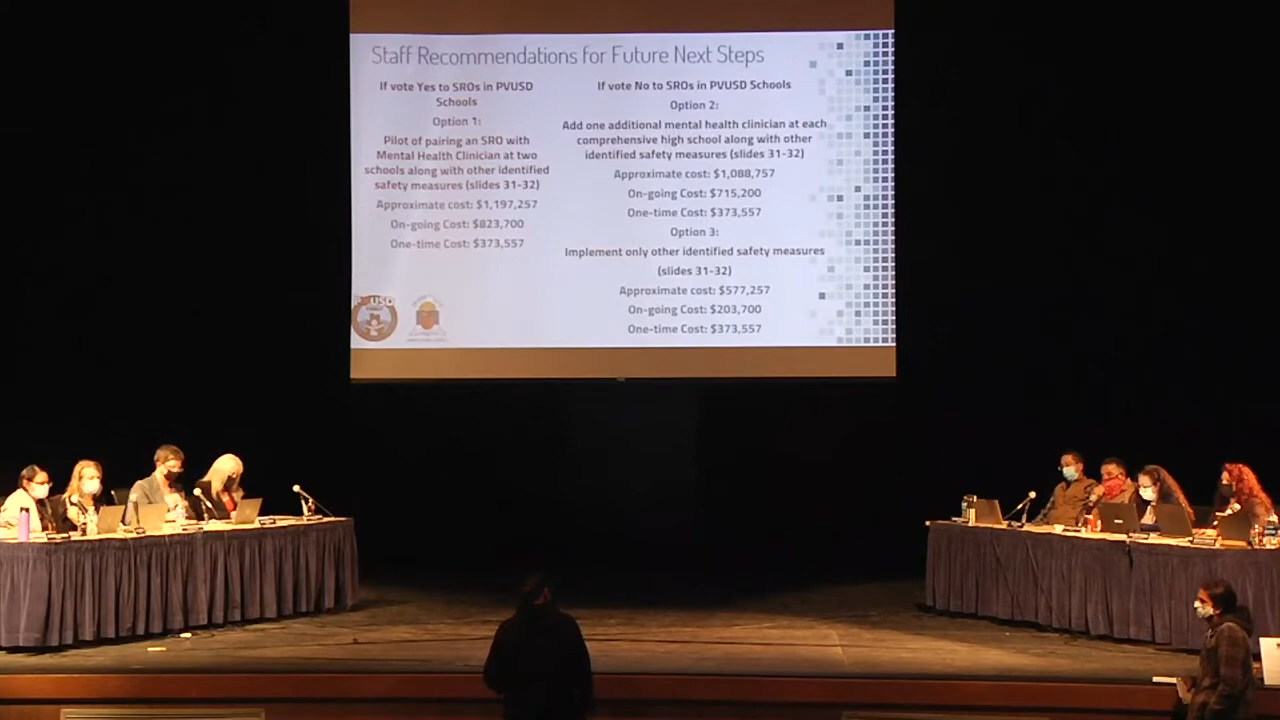 Staff Recommendations for Future Next Steps
If vote Yes to SROs in PVUSD
Schools
Option 1:
Pilot of pairing an SRO with
Mental Health Clinician at two
schools along with other identified
safety measures (slides 31-32)
Approximate cost: $1,197,257
On-going Cost: $823,700
One-time Cost: $373,557
If vote No to SROs in PVUSD Schools
Option 2:
Add one additional mental health clinician at each
comprehensive high school along with other
identified safety measures (slides 31-32)
Approximate cost: $1,088,757
On-going Cost: $715,200
One-time Cost: $373,557
Option 3:
Implement only other identified safety measures
(slides 31-32)
Approximate cost: $577,257
On-going Cost: $203,700
One-time Cost: $373,557